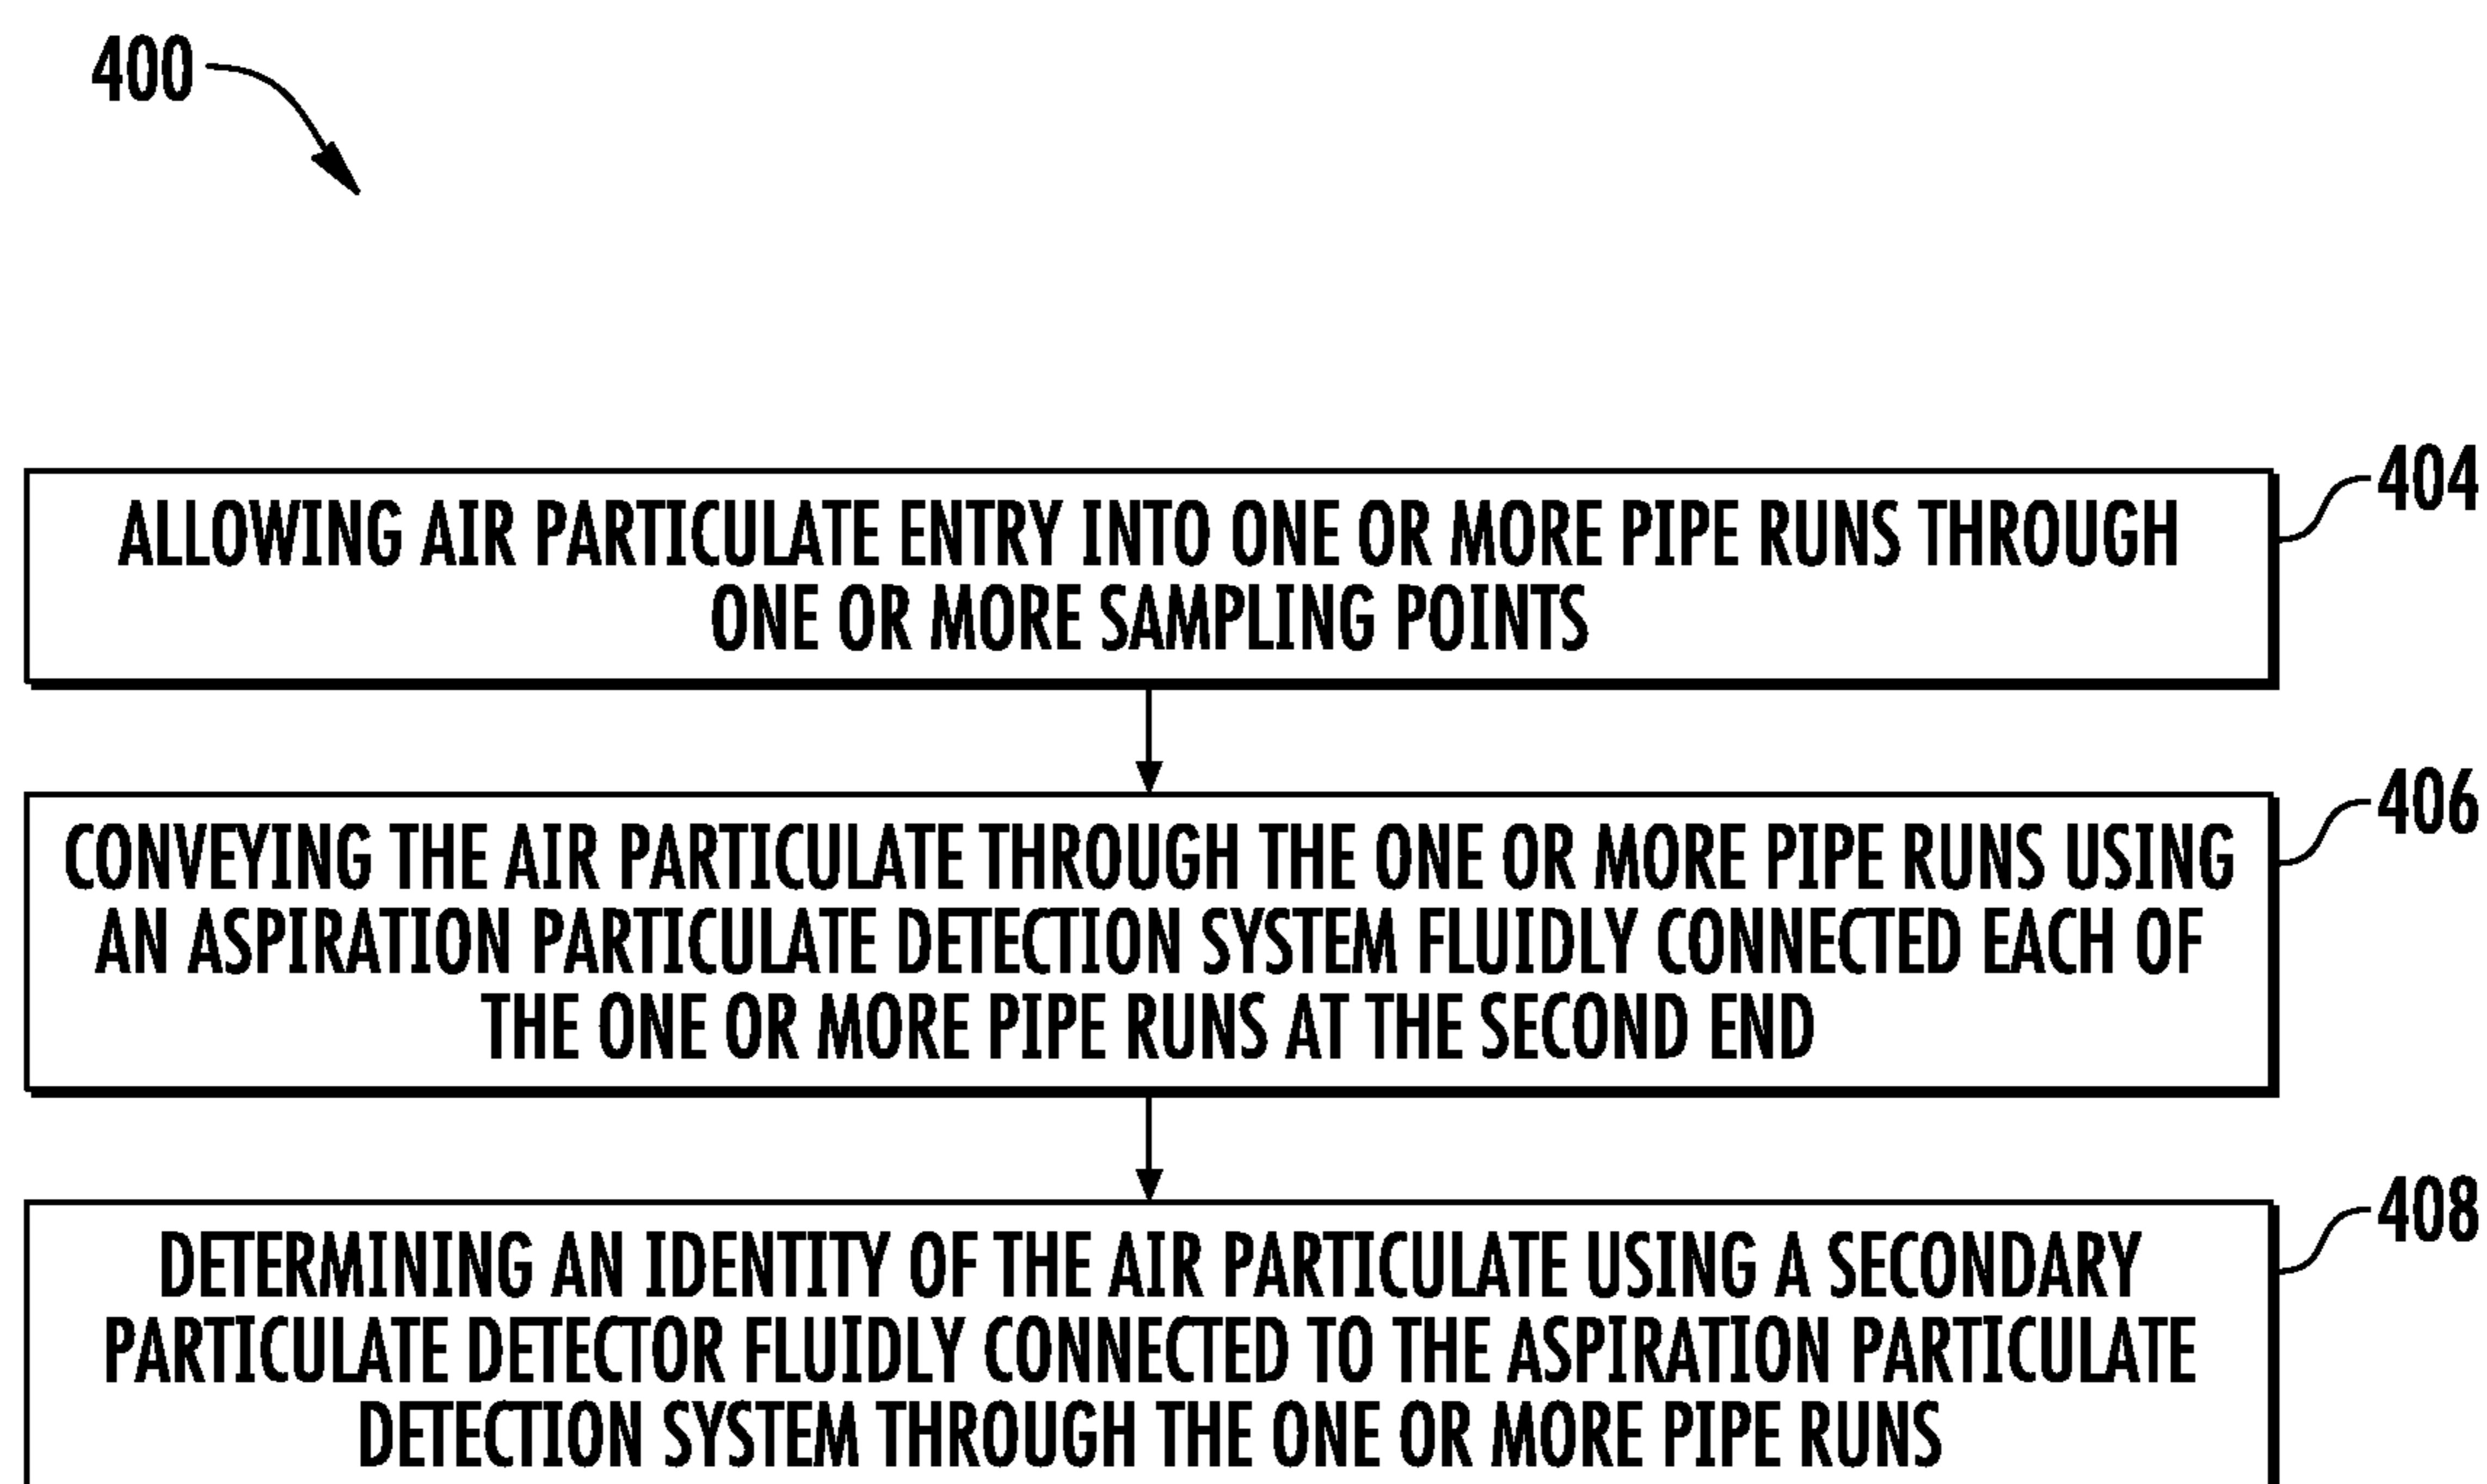 400
404
ALLOWING AIR PARTICULATE ENTRY INTO ONE OR MORE PIPE RUNS THROUGH
ONE OR MORE SAMPLING POINTS
406
CONVEYING THE AIR PARTICULATE THROUGH THE ONE OR MORE PIPE RUNS USING
AN ASPIRATION PARTICULATE DETECTION SYSTEM FLUIDLY CONNECTED EACH OF
THE ONE OR MORE PIPE RUNS AT THE SECOND END
408
DETERMINING AN IDENTITY OF THE AIR PARTICULATE USING A SECONDARY
PARTICULATE DETECTOR FLUIDLY CONNECTED TO THE ASPIRATION PARTICULATE
DETECTION SYSTEM THROUGH THE ONE OR MORE PIPE RUNS